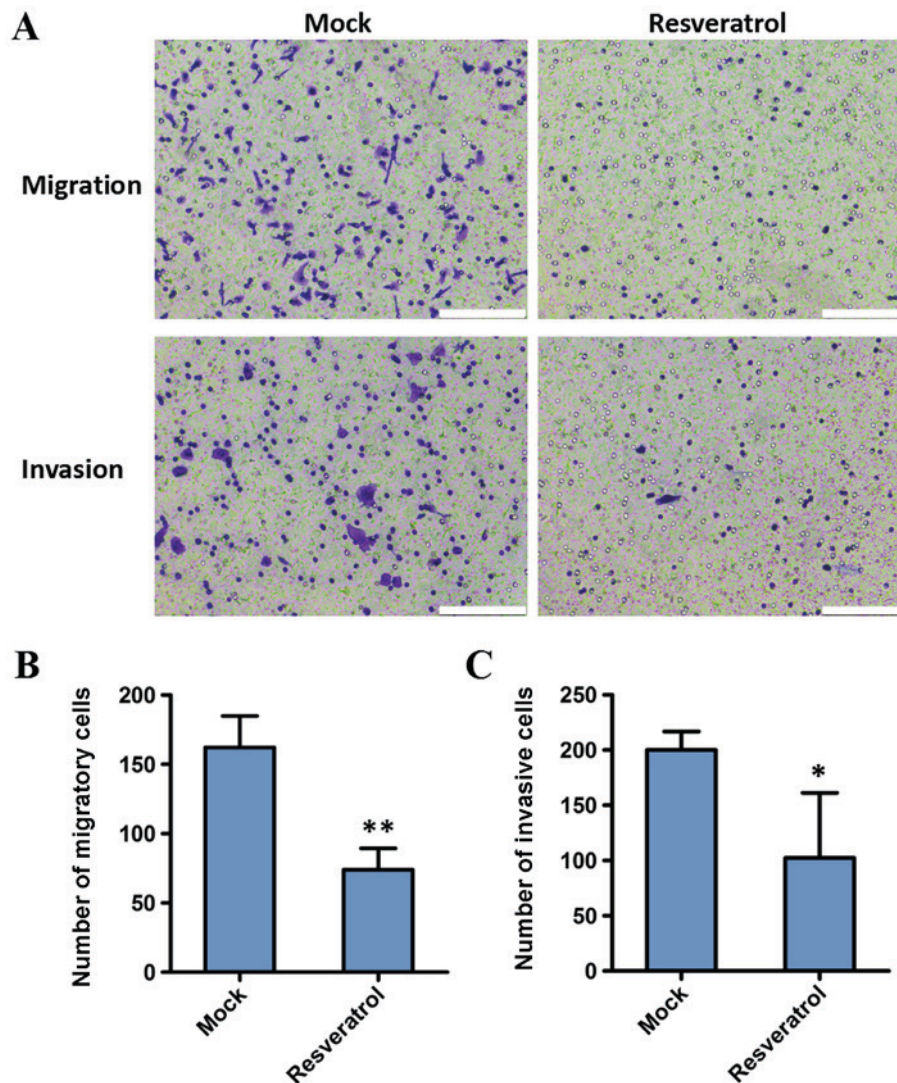 A
Mock
Resveratrol
Migration
Invasion
B
Number of migratory cells
200
150
100
50
0
**
Mock
Resveratrol
C
Number of invasive cells
250
200
150
100
50
0
*
Mock
Resveratrol